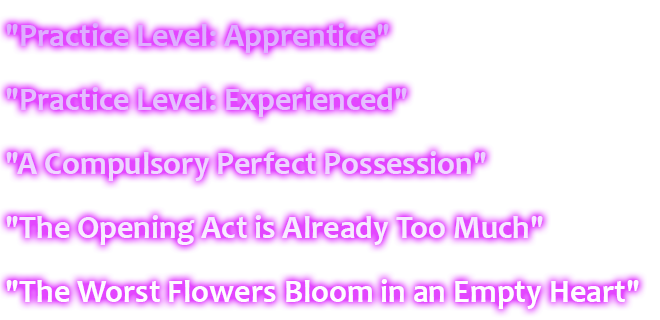 "Practice Level: Apprentice"
"Practice Level: Experienced"
"A Compulsory Perfect Possession"
"The Opening Act is Already Too Much"
"The Worst Flowers Bloom in an Empty Heart"